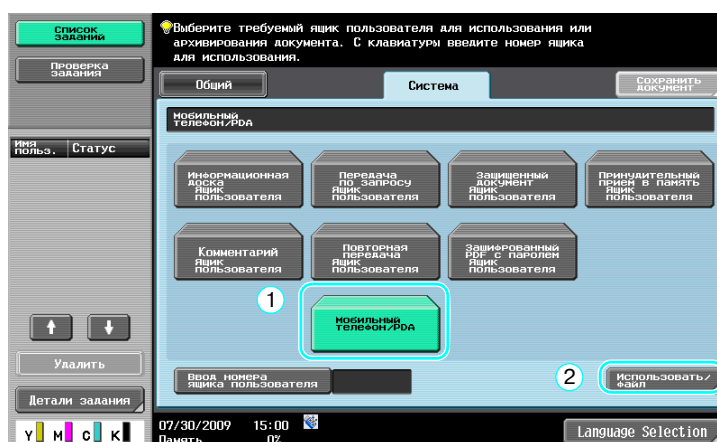 Список
заданий
Проверка
задания
Выберите требуемый ящик пользователя для использования или
архивирования документа. С клавиатуры введите номер ящика
для использования.
Общий
Система
Сохранить
документ
Мобильный
телефон/PDA
Имя
польз.
Статус
Информационная
доска
Ящик
пользователя
Передача
по запросу
Ящик
пользователя
Защищенный
документ
Ящик
пользователя
Принудительный
прием в память
Ящик
пользователя
Комментарий
Ящик
пользователя
Повторная
передача
Ящик
пользователя
Зашифрованный
PDF с паролем
Ящик
пользователя
1
Мобильный
телефон/PDA
Удалить
Ввод номера
ящика пользователя
2
Использовать/
файл
Детали задания
07/30/2009 15:00
Память 0%
Y M C K
Language Selection